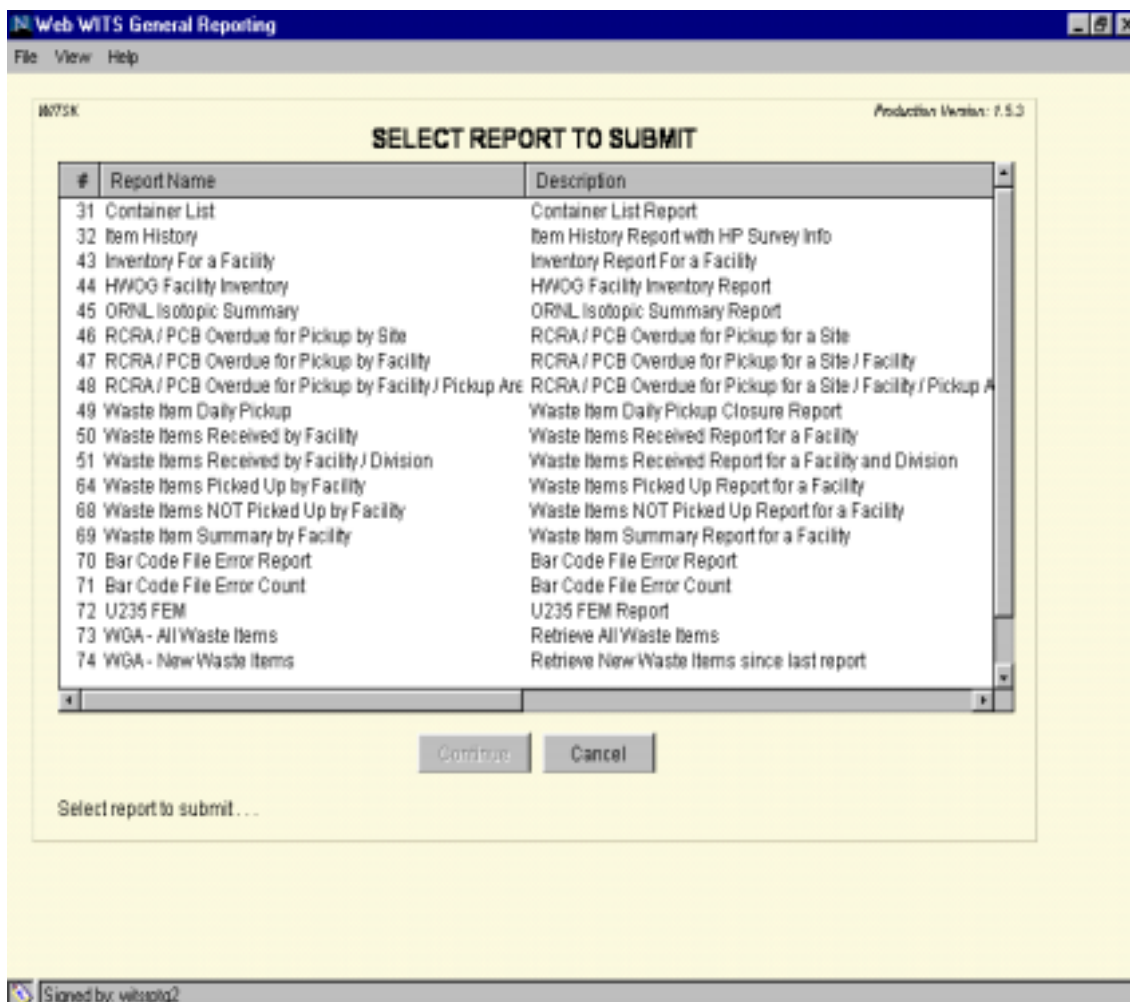 Web WITS General Reporting
File View Help
Production Version: 1.5.3
SELECT REPORT TO SUBMIT
# Report Name Description
31 Container List Container List Report
32 Item History Item History Report with HP Survey Info
43 Inventory For a Facility Inventory Report For a Facility
44 HWOG Facility Inventory HWOG Facility Inventory Report
45 ORNL Isotopic Summary ORNL Isotopic Summary Report
46 RCRA / PCB Overdue for Pickup by Site RCRA / PCB Overdue for Pickup for a Site
47 RCRA / PCB Overdue for Pickup by Facility RCRA / PCB Overdue for Pickup for a Site / Facility
48 RCRA / PCB Overdue for Pickup by Facility / Pickup Are RCRA / PCB Overdue for Pickup for a Site / Facility / Pickup A
49 Waste Item Daily Pickup Waste Item Daily Pickup Closure Report
50 Waste Items Received by Facility Waste Items Received Report for a Facility
51 Waste Items Received by Facility / Division Waste Items Received Report for a Facility and Division
64 Waste Items Picked Up by Facility Waste Items Picked Up Report for a Facility
68 Waste Items NOT Picked Up by Facility Waste Items NOT Picked Up Report for a Facility
69 Waste Item Summary by Facility Waste Item Summary Report for a Facility
70 Bar Code File Error Report Bar Code File Error Report
71 Bar Code File Error Count Bar Code File Error Count
72 U235 FEM U235 FEM Report
73 WGA - All Waste Items Retrieve All Waste Items
74 WGA - New Waste Items Retrieve New Waste Items since last report
Continue Cancel
Select report to submit . . .
Signed by: